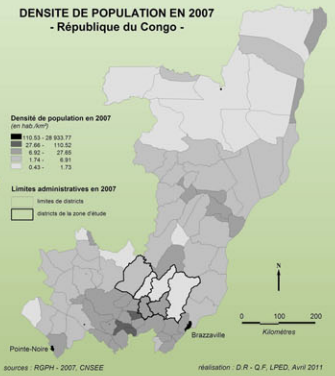 DENSITE DE POPULATION EN 2007
- République du Congo -
Densité de population en 2007
(en hab./km²)
110.53 - 28 933.77
27.66 - 110.52
6.92 - 27.65
1.74 - 6.91
0.43 - 1.73
Limites administratives en 2007
limites de districts
districts de la zone d'étude
N
0 100 200
Kilomètres
Brazzaville
Pointe-Noire
sources : RGPH - 2007, CNSEE
réalisation : D.R - Q.F, LPED, Avril 2011